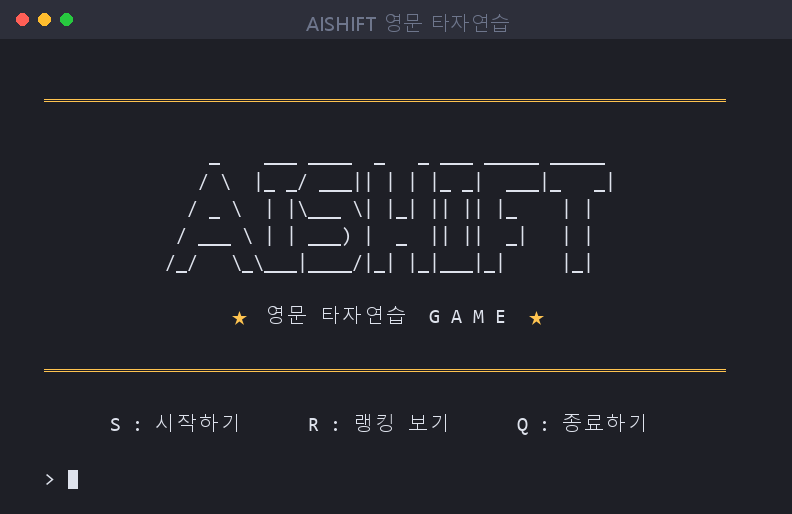 AISHIFT 영문 타자연습
AISHIFT
★ 영문 타자연습 G A M E ★
S : 시작하기 R : 랭킹 보기 Q : 종료하기
>